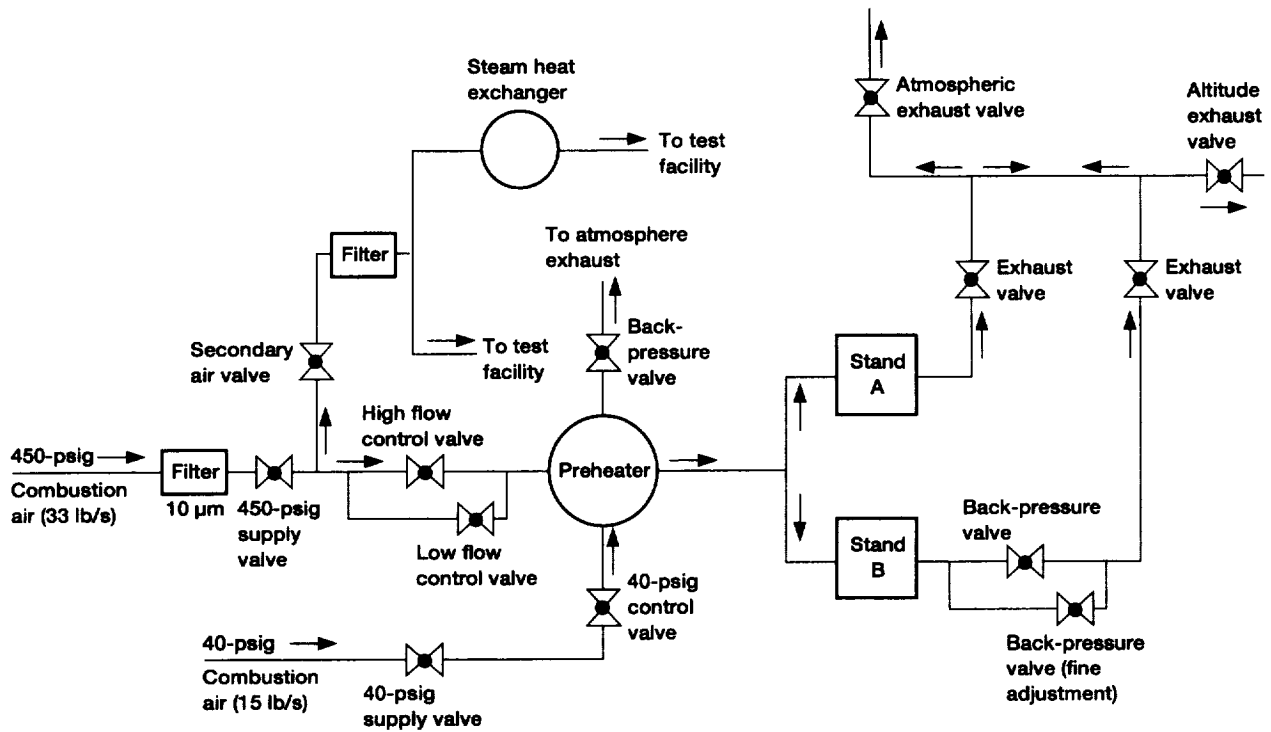 Steam heat
exchanger
To test
facility
Atmospheric
exhaust valve
Altitude
exhaust
valve
Filter
To atmosphere
exhaust
Exhaust
valve
Exhaust
valve
Secondary
air valve
To test
facility
Back-
pressure
valve
Stand
A
High flow
control valve
450-psig
Combustion
air (33 lb/s)
Filter
10 µm
450-psig
supply
valve
Preheater
Low flow
control valve
Stand
B
Back-pressure
valve
40-psig
control
valve
Back-pressure
valve (fine
adjustment)
40-psig
Combustion
air (15 lb/s)
40-psig
supply valve